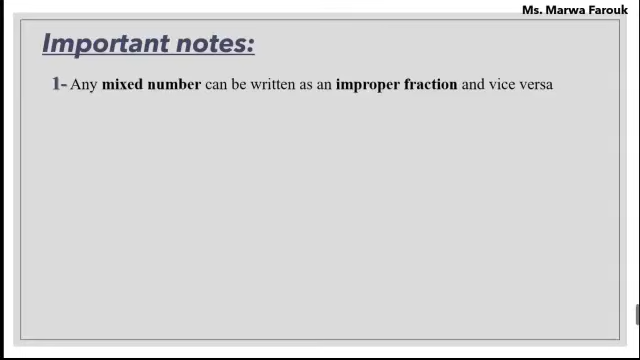 Ms. Marwa Farouk
Important notes:
1- Any mixed number can be written as an improper fraction and vice versa